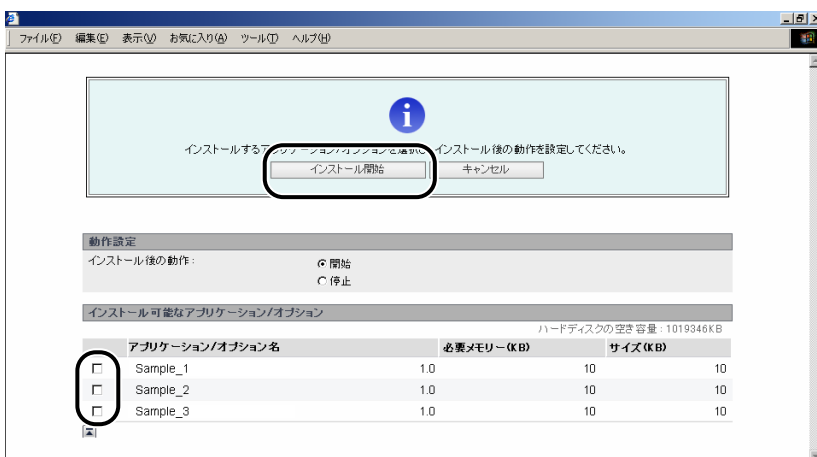 ファイル(F) 編集(E) 表示(V) お気に入り(A) ツール(T) ヘルプ(H)
インストールするアプリケーション/オプションを選択し、インストール後の動作を設定してください。
インストール開始 キャンセル
動作設定
インストール後の動作:
開始
停止
インストール可能なアプリケーション/オプション
ハードディスクの空き容量:1019346KB
アプリケーション/オプション名 必要メモリー(KB) サイズ(KB)
Sample_1 1.0 10 10
Sample_2 1.0 10 10
Sample_3 1.0 10 10